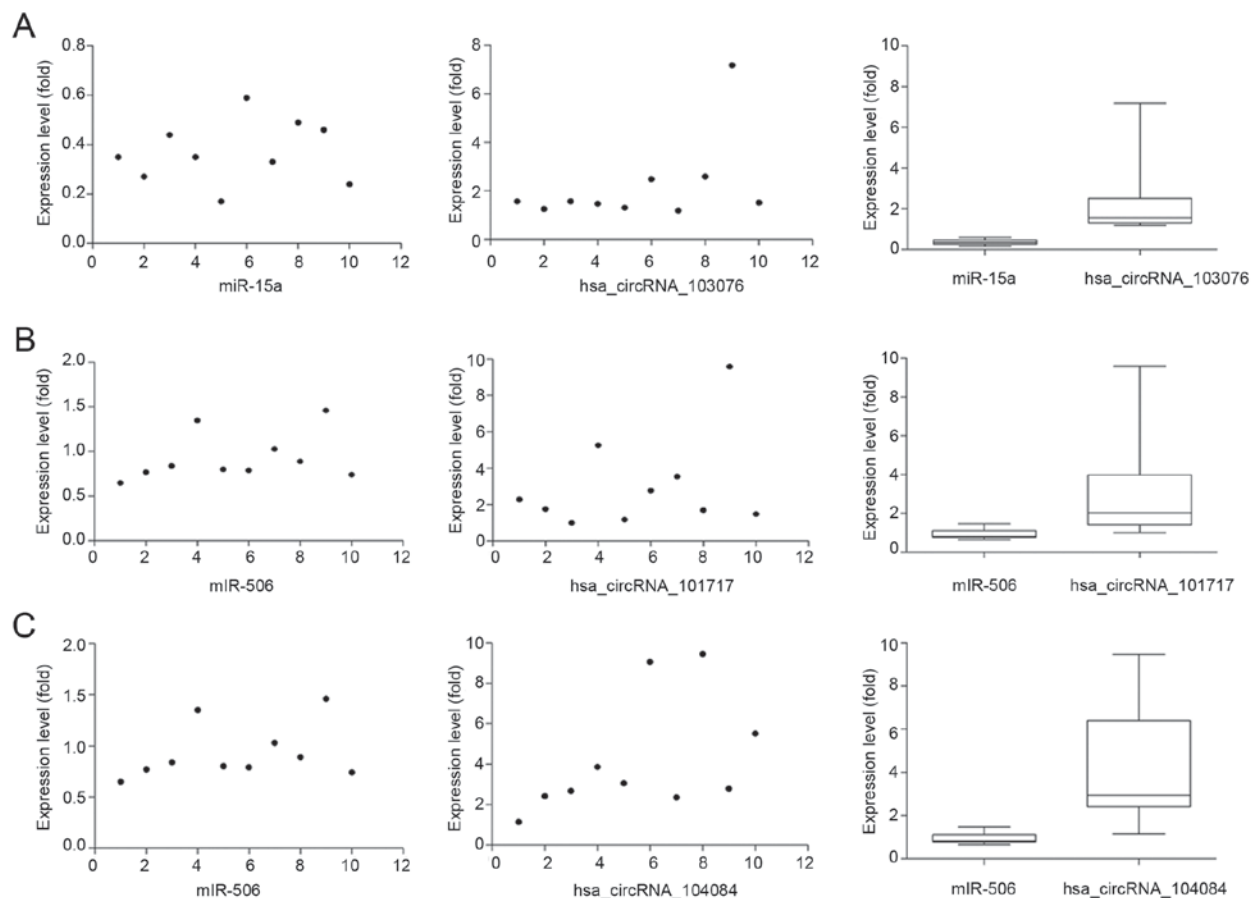 A
Expression level (fold)
0.8
0.6
0.4
0.2
0.0
0 2 4 6 8 10 12
miR-15a
Expression level (fold)
8
6
4
2
0
0 2 4 6 8 10 12
hsa_circRNA_103076
Expression level (fold)
10
8
6
4
2
0
miR-15a hsa_circRNA_103076
B
Expression level (fold)
2.0
1.5
1.0
0.5
0.0
0 2 4 6 8 10 12
mIR-506
Expression level (fold)
10
8
6
4
2
0
0 2 4 6 8 10 12
hsa_circRNA_101717
Expression level (fold)
10
8
6
4
2
0
mIR-506 hsa_circRNA_101717
C
Expression level (fold)
2.0
1.5
1.0
0.5
0.0
0 2 4 6 8 10 12
mIR-506
Expression level (fold)
10
8
6
4
2
0
0 2 4 6 8 10 12
hsa_circRNA_104084
Expression level (fold)
10
8
6
4
2
0
mIR-506 hsa_circRNA_104084